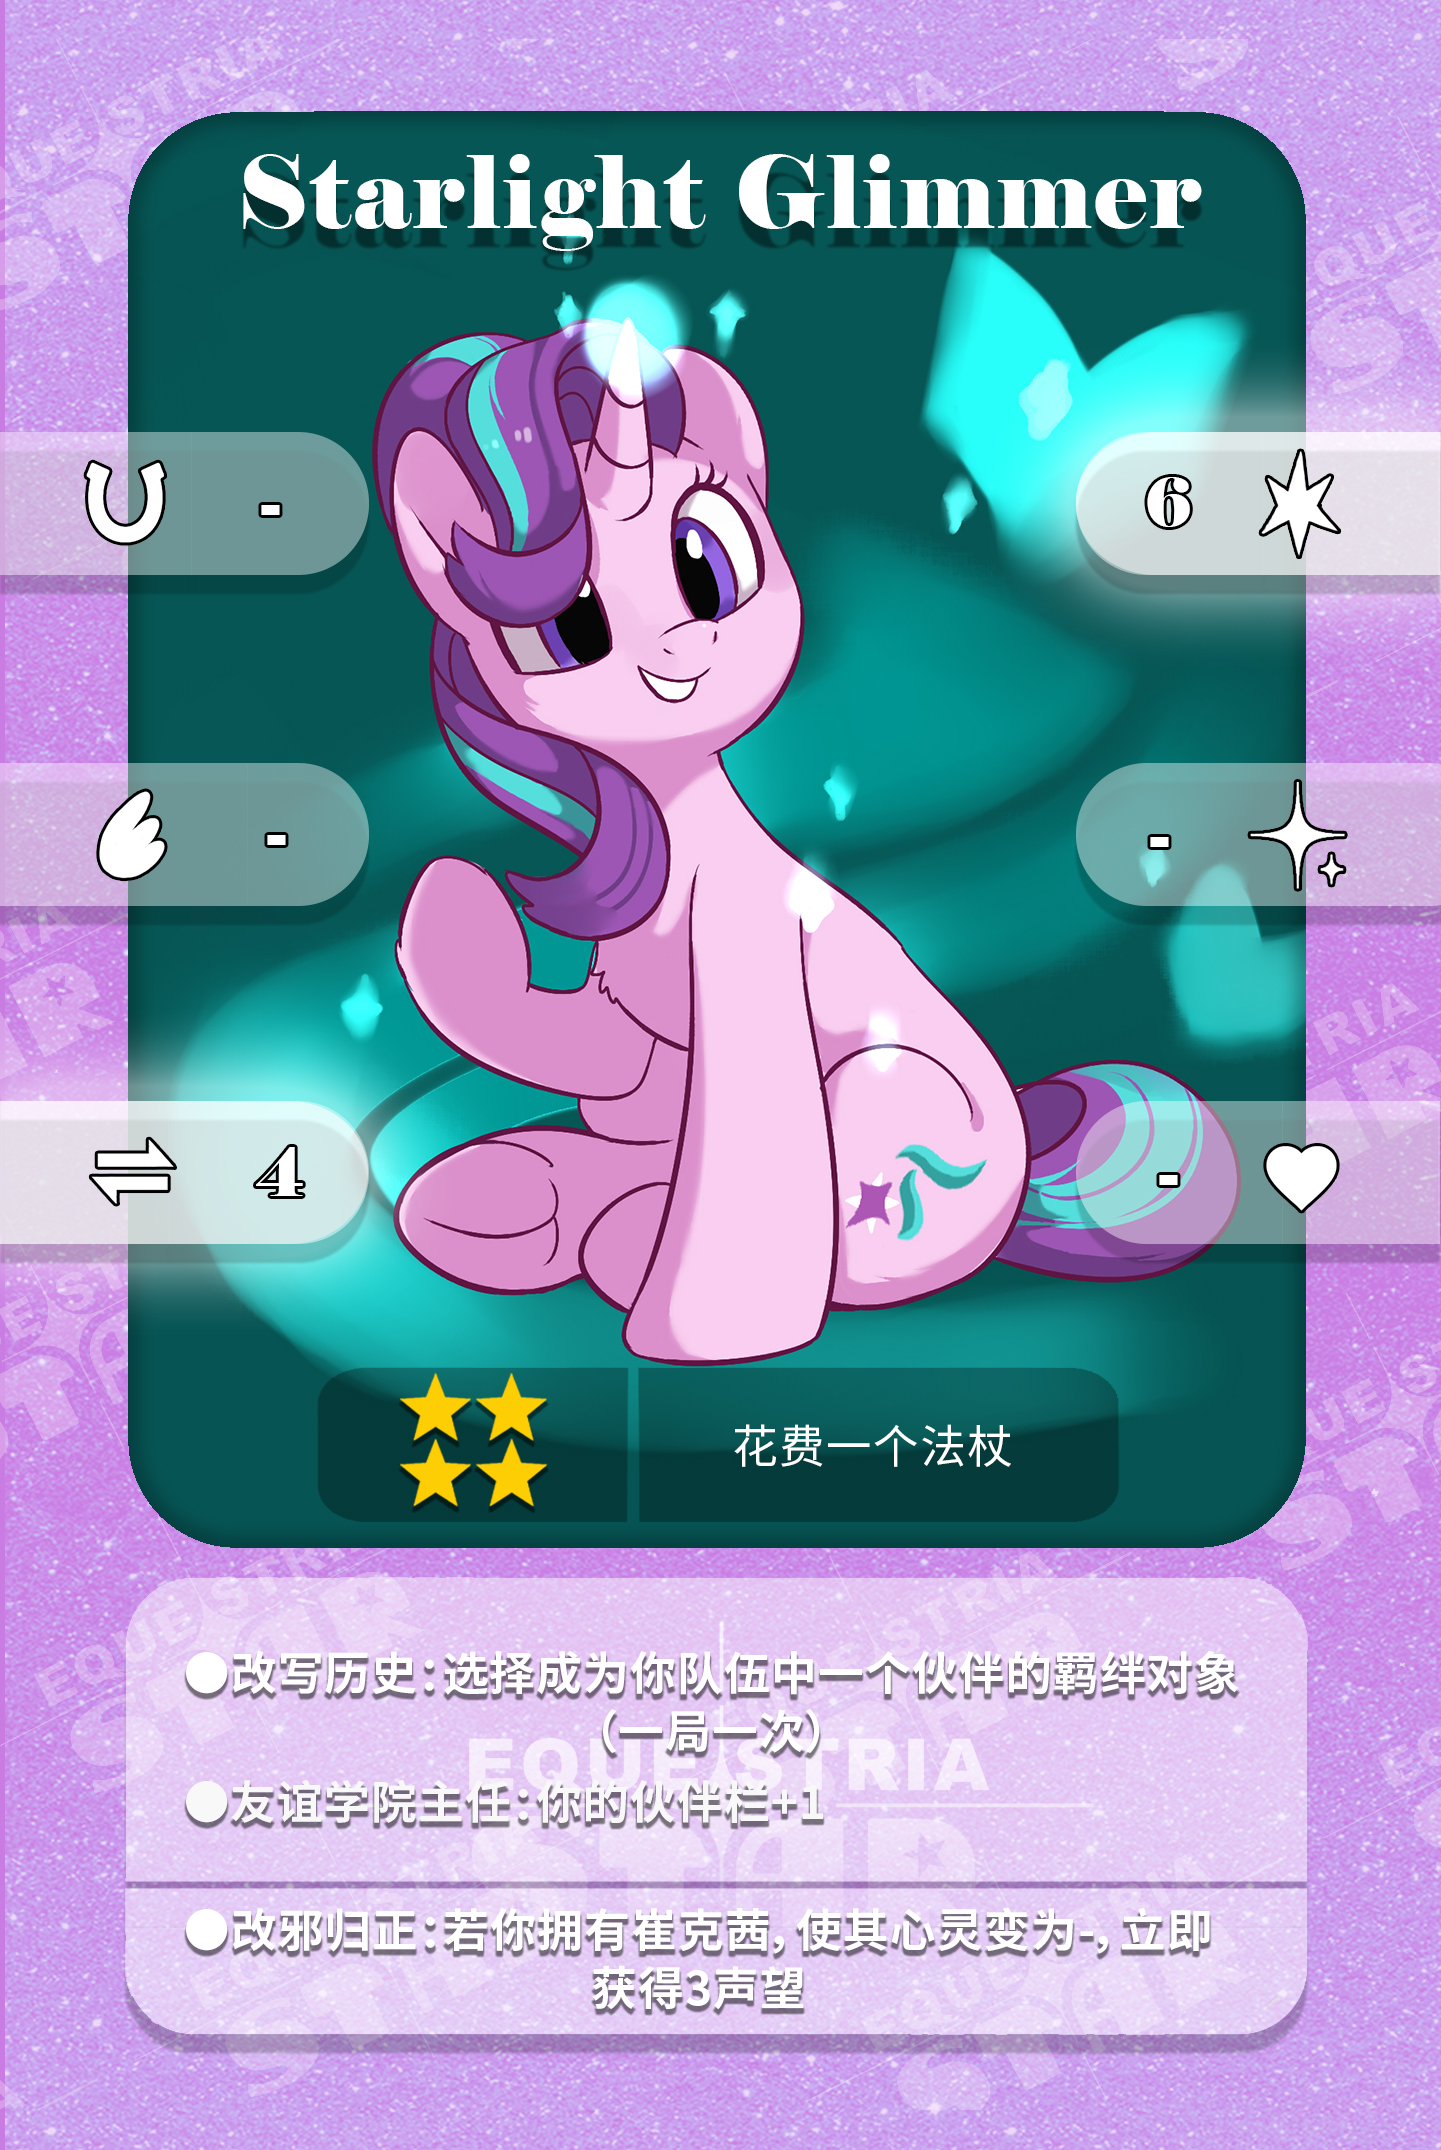 Starlight Glimmer
-
6
-
-
4
-
花费一个法杖
●改写历史：选择成为你队伍中一个伙伴的羁绊对象
（一局一次）
EQUESTRIA
●友谊学院主任：你的伙伴栏+1
STAR
●改邪归正：若你拥有崔克茜，使其心灵变为-，立即
获得3声望